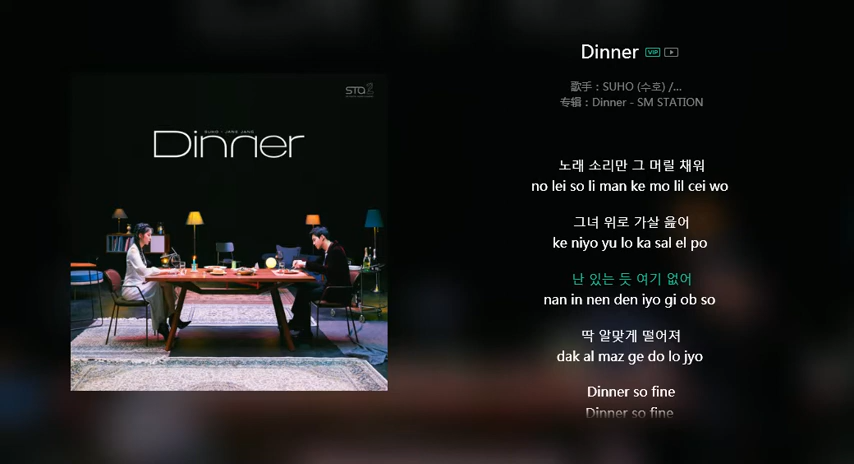 STA2
SUHO · JANG JANE
Dinner
Dinner VIP
歌手：SUHO (수호) /...
专辑：Dinner - SM STATION
노래 소리만 그 머릴 채워
no lei so li man ke mo lil cei wo
그녀 위로 가살 읊어
ke niyo yu lo ka sal el po
난 있는 듯 여기 없어
nan in nen den iyo gi ob so
딱 알맞게 떨어져
dak al maz ge do lo jyo
Dinner so fine
Dinner so fine